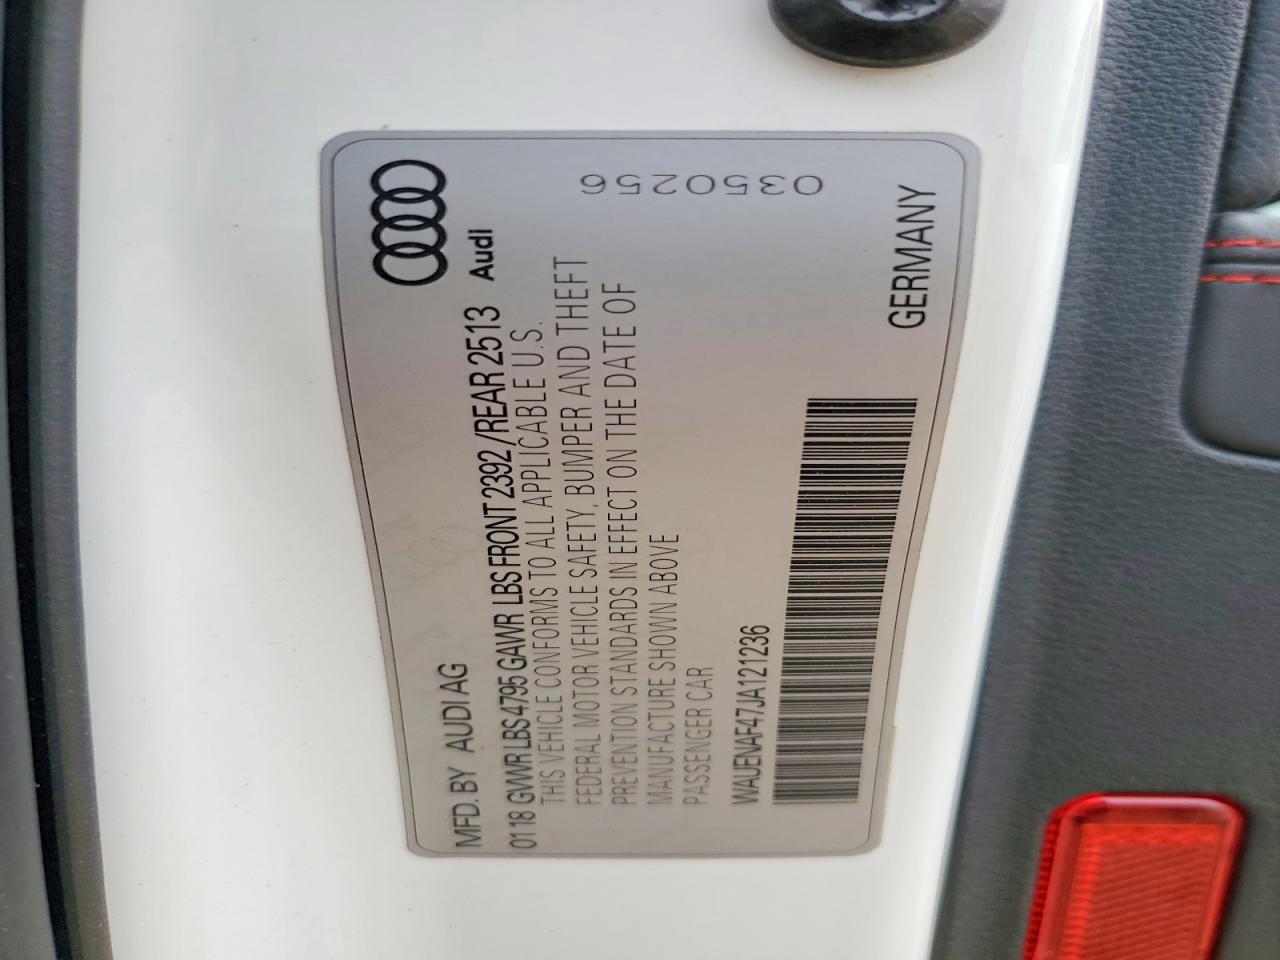 MFD. BY AUDI AG
0118 GVWR LBS 4795 GAWR LBS FRONT 2392 /REAR 2513 Audi
THIS VEHICLE CONFORMS TO ALL APPLICABLE U.S.
FEDERAL MOTOR VEHICLE SAFETY, BUMPER AND THEFT
PREVENTION STANDARDS IN EFFECT ON THE DATE OF
MANUFACTURE SHOWN ABOVE
PASSENGER CAR
WAUENAF47JA121236
GERMANY
0350256